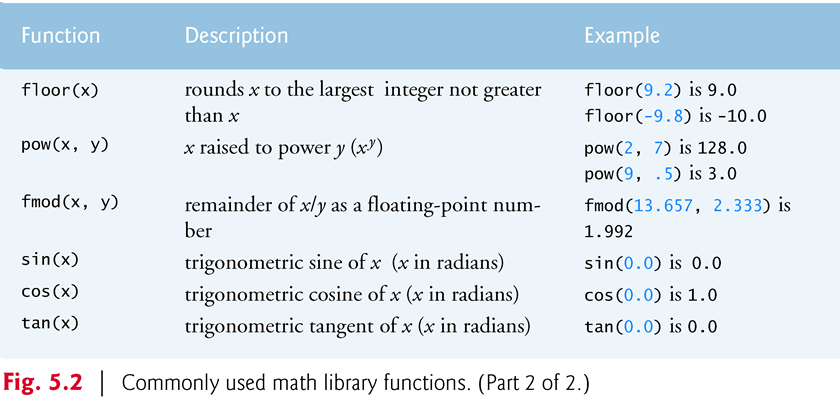 Function Description Example
floor(x) rounds x to the largest integer not greater floor(9.2) is 9.0
than x floor(-9.8) is -10.0
pow(x, y) x raised to power y (xʸ) pow(2, 7) is 128.0
pow(9, .5) is 3.0
fmod(x, y) remainder of x/y as a floating-point num- fmod(13.657, 2.333) is
ber 1.992
sin(x) trigonometric sine of x (x in radians) sin(0.0) is 0.0
cos(x) trigonometric cosine of x (x in radians) cos(0.0) is 1.0
tan(x) trigonometric tangent of x (x in radians) tan(0.0) is 0.0
Fig. 5.2 | Commonly used math library functions. (Part 2 of 2.)